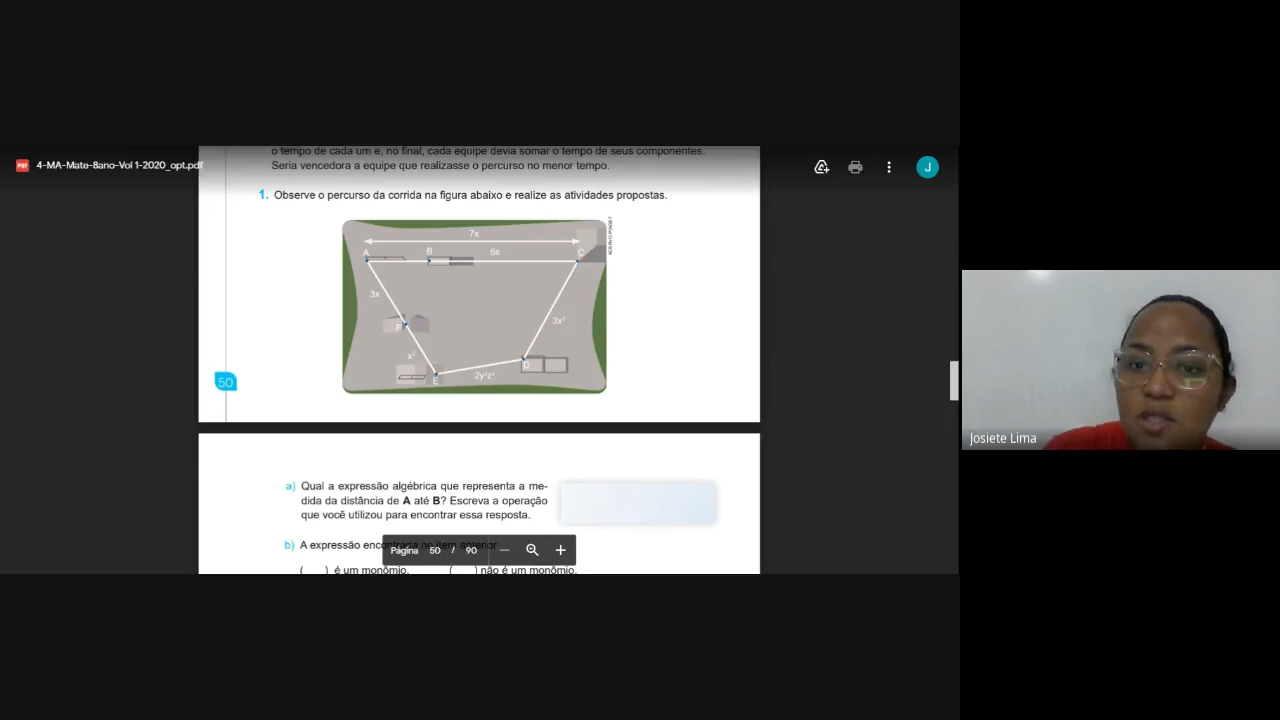 o tempo de cada um e, no final, cada equipe devia somar o tempo de seus componentes.
4-MA-Mate-8ano-Vol 1-2020_opt.pdf
Seria vencedora a equipe que realizasse o percurso no menor tempo.
J
1. Observe o percurso da corrida na figura abaixo e realize as atividades propostas.
7x
A
B
5x
C
3x
F
3x²
x²
E
D
50
a) Qual a expressão algébrica que representa a me-
dida da distância de A até B? Escreva a operação
que você utilizou para encontrar essa resposta.
b) A expressão encontrada no item anterior
Página 50 / 90
( ) é um monômio. ( ) não é um monômio.
Josiete Lima